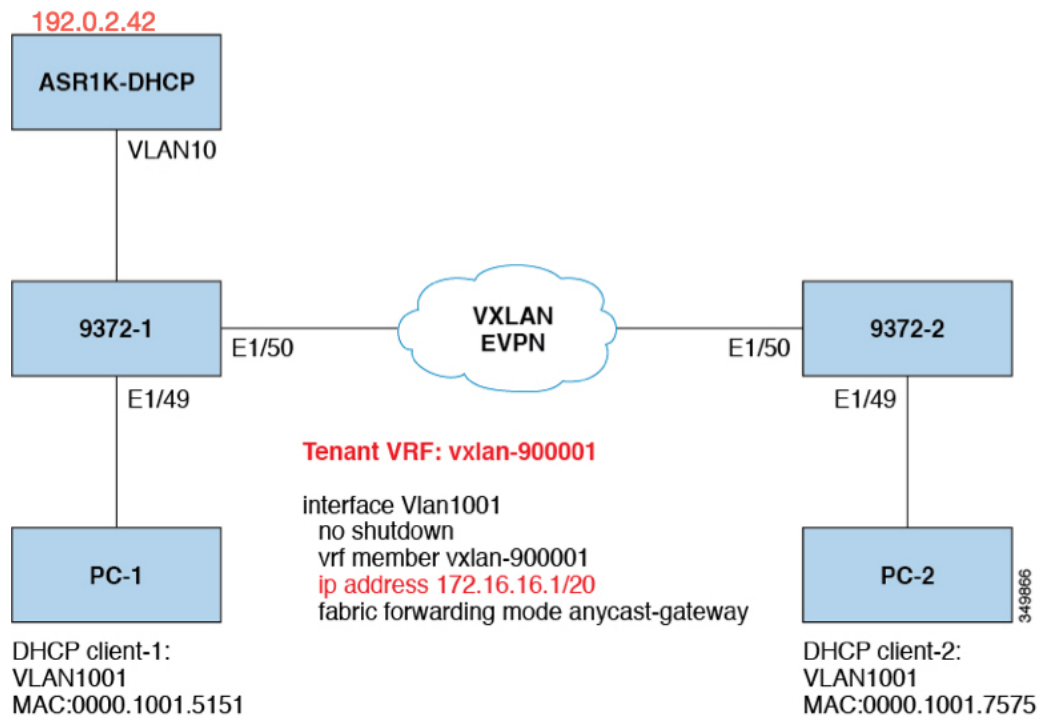 192.0.2.42
ASR1K-DHCP
VLAN10
9372-1
E1/50
E1/49
VXLAN
EVPN
E1/50
9372-2
E1/49
Tenant VRF: vxlan-900001
interface Vlan1001
no shutdown
vrf member vxlan-900001
ip address 172.16.16.1/20
fabric forwarding mode anycast-gateway
PC-1
DHCP client-1:
VLAN1001
MAC:0000.1001.5151
PC-2
349866
DHCP client-2:
VLAN1001
MAC:0000.1001.7575